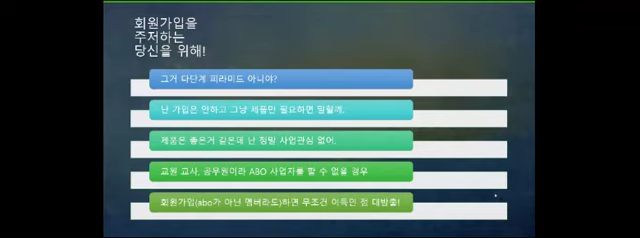 회원가입을
주저하는
당신을 위해!
그거 다단계 피라미드 아니야?
난 가입은 안하고 그냥 제품만 필요하면 말할께.
제품은 좋은거 같은데 난 정말 사업관심 없어.
교원 교사, 공무원이라 ABO 사업자를 할 수 없을 경우
회원가입(abo가 아닌 멤버라도)하면 무조건 이득인 점 대방출!